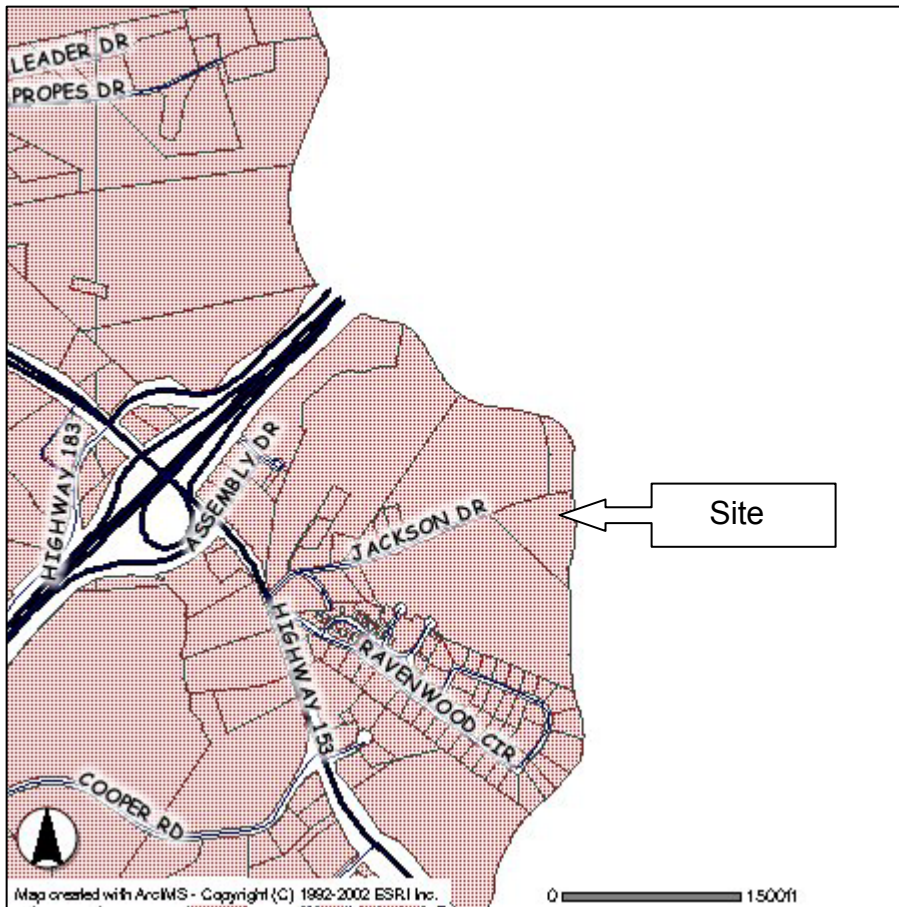 LEADER DR
PROPES DR
HIGHWAY 183
ASSEMBLY DR
JACKSON DR
Site
HIGHWAY 153
RAVENWOOD CIR
COOPER RD
Map created with ArcIMS - Copyright (C) 1992-2002 ESRI Inc.
0 1500ft